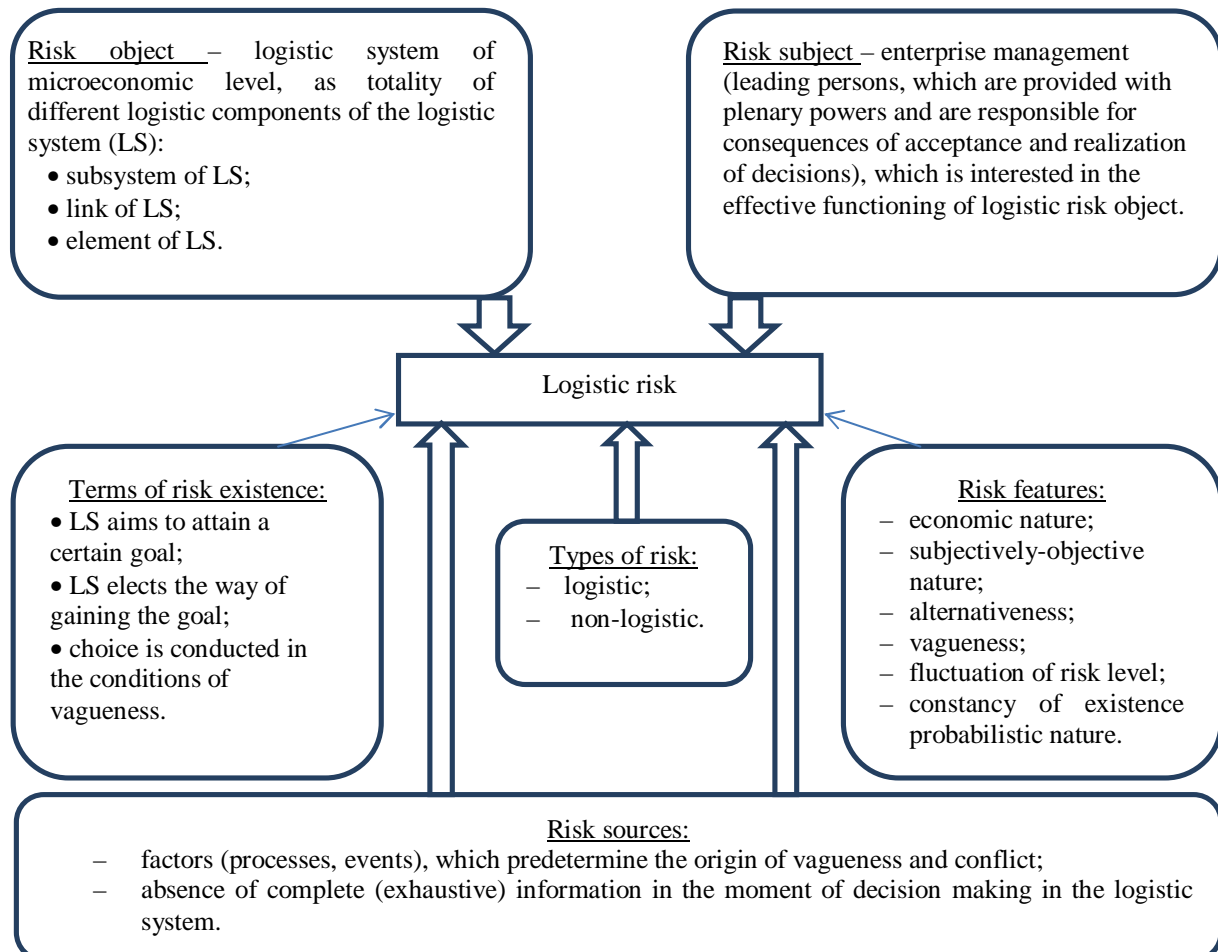 Risk object – logistic system of
microeconomic level, as totality of
different logistic components of the logistic
system (LS):
• subsystem of LS;
• link of LS;
• element of LS.
Risk subject – enterprise management
(leading persons, which are provided with
plenary powers and are responsible for
consequences of acceptance and realization
of decisions), which is interested in the
effective functioning of logistic risk object.
Logistic risk
Terms of risk existence:
• LS aims to attain a
certain goal;
• LS elects the way of
gaining the goal;
• choice is conducted in
the conditions of
vagueness.
Types of risk:
– logistic;
– non-logistic.
Risk features:
– economic nature;
– subjectively-objective
nature;
– alternativeness;
– vagueness;
– fluctuation of risk level;
– constancy of existence
probabilistic nature.
Risk sources:
– factors (processes, events), which predetermine the origin of vagueness and conflict;
– absence of complete (exhaustive) information in the moment of decision making in the logistic
system.